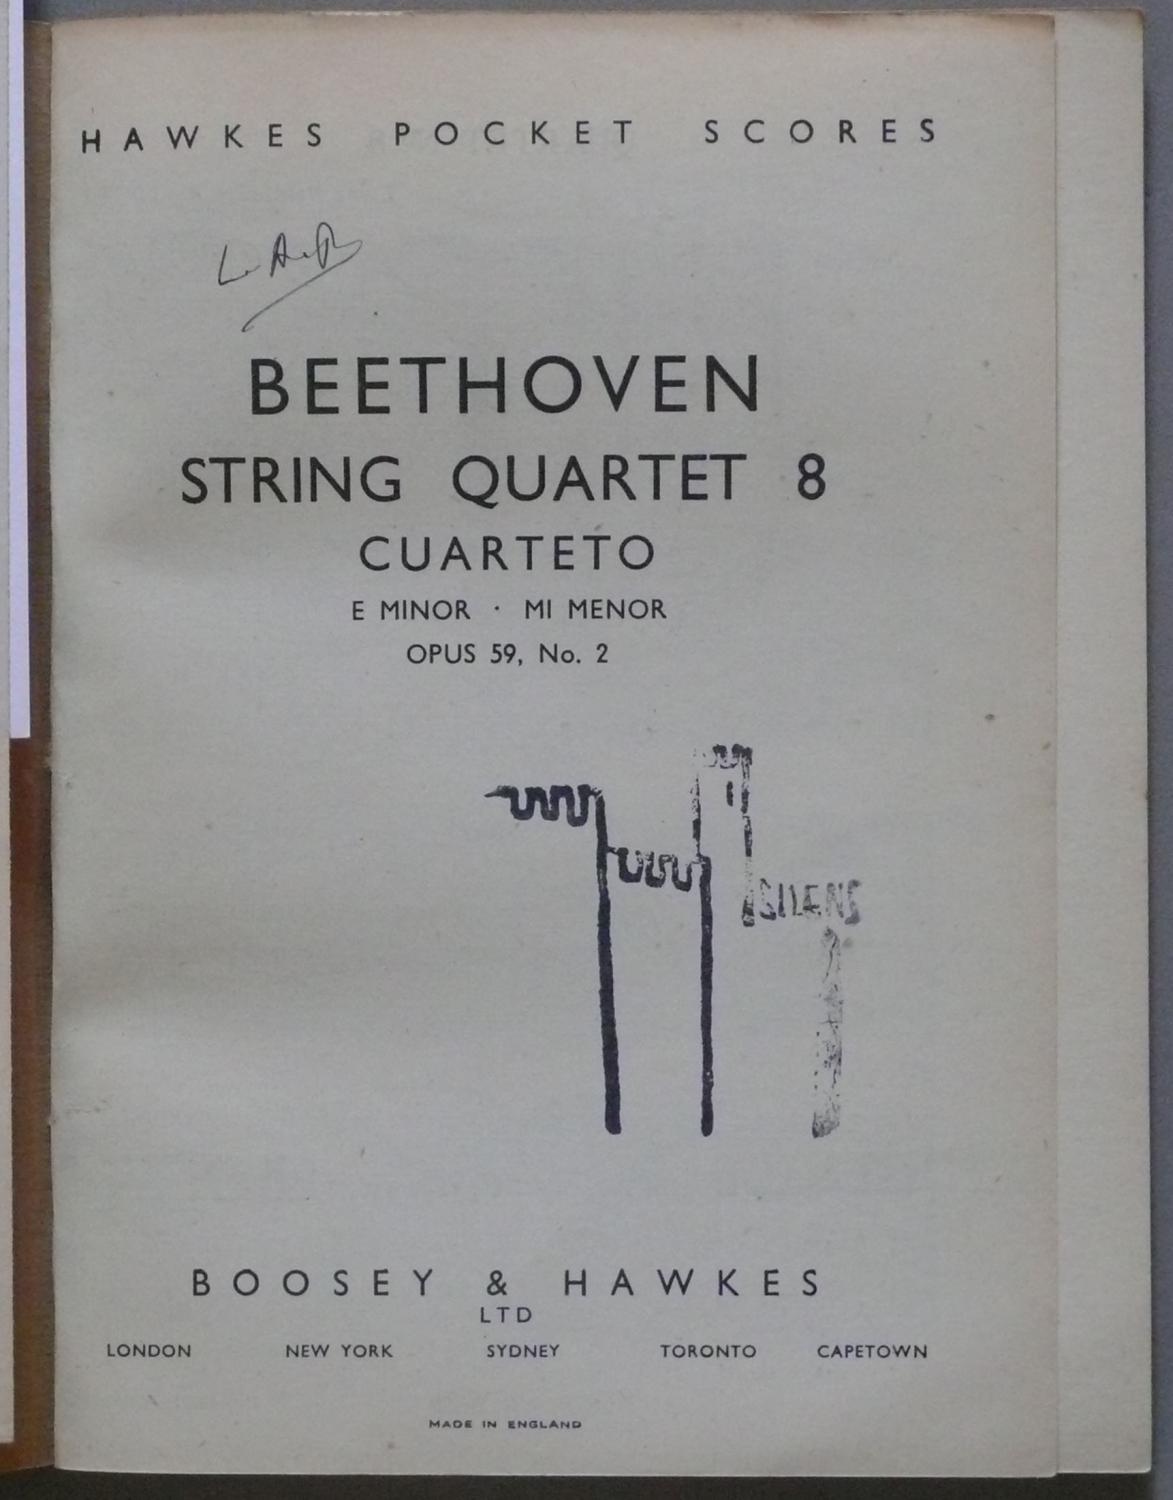 HAWKES POCKET SCORES
BEETHOVEN
STRING QUARTET 8
CUARTETO
E MINOR · MI MENOR
OPUS 59, No. 2
SILENS
BOOSEY & HAWKES
LTD
LONDON NEW YORK SYDNEY TORONTO CAPETOWN
MADE IN ENGLAND